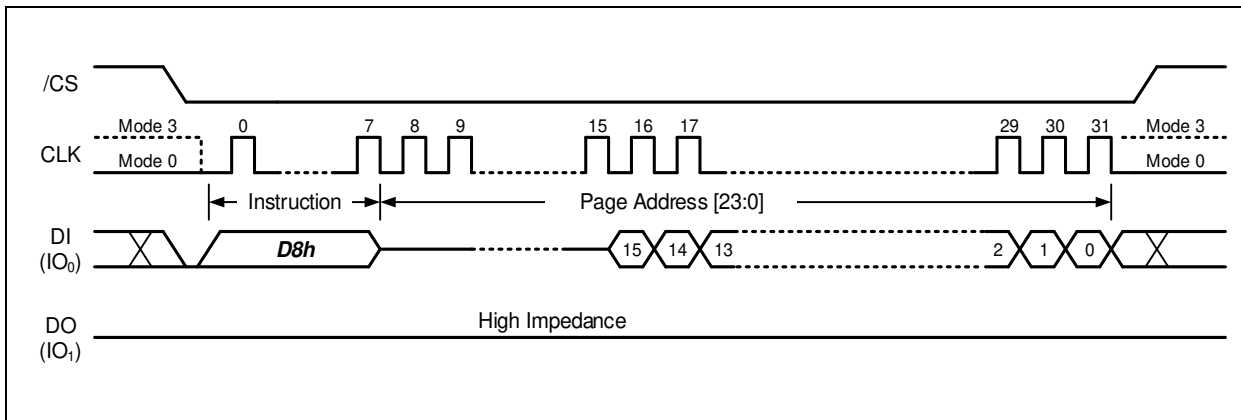 /CS
Mode 3 0 7 8 9 15 16 17 29 30 31 Mode 3
CLK
Mode 0 Mode 0
Instruction Page Address [23:0]
DI
(IO₀)
D8h 15 14 13 2 1 0
High Impedance
DO
(IO₁)